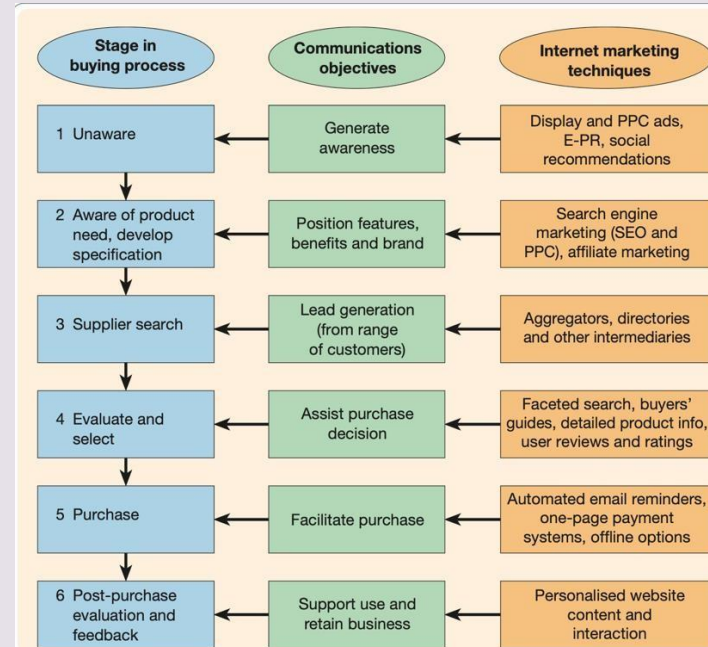 Stage in
buying process
Communications
objectives
Internet marketing
techniques
1 Unaware
Generate
awareness
Display and PPC ads,
E-PR, social
recommendations
2 Aware of product
need, develop
specification
Position features,
benefits and brand
Search engine
marketing (SEO and
PPC), affiliate marketing
3 Supplier search
Lead generation
(from range
of customers)
Aggregators, directories
and other intermediaries
4 Evaluate and
select
Assist purchase
decision
Faceted search, buyers’
guides, detailed product info,
user reviews and ratings
5 Purchase
Facilitate purchase
Automated email reminders,
one-page payment
systems, offline options
6 Post-purchase
evaluation and
feedback
Support use and
retain business
Personalised website
content and
interaction